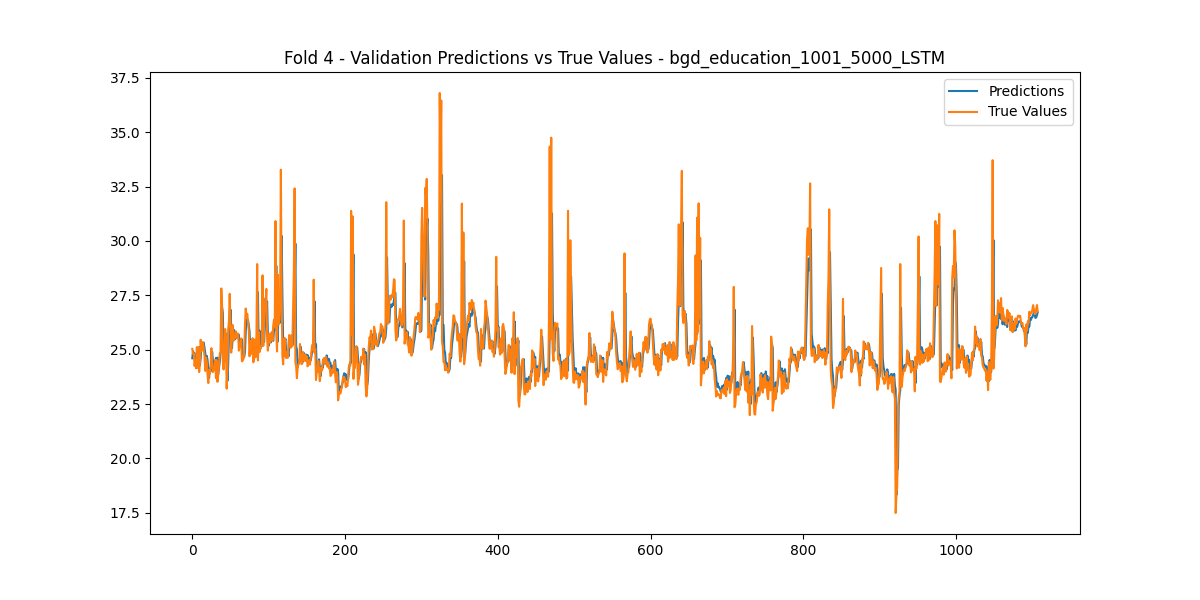 Fold 4 - Validation Predictions vs True Values - bgd_education_1001_5000_LSTM
Predictions
True Values
37.5
35.0
32.5
30.0
27.5
25.0
22.5
20.0
17.5
0 200 400 600 800 1000